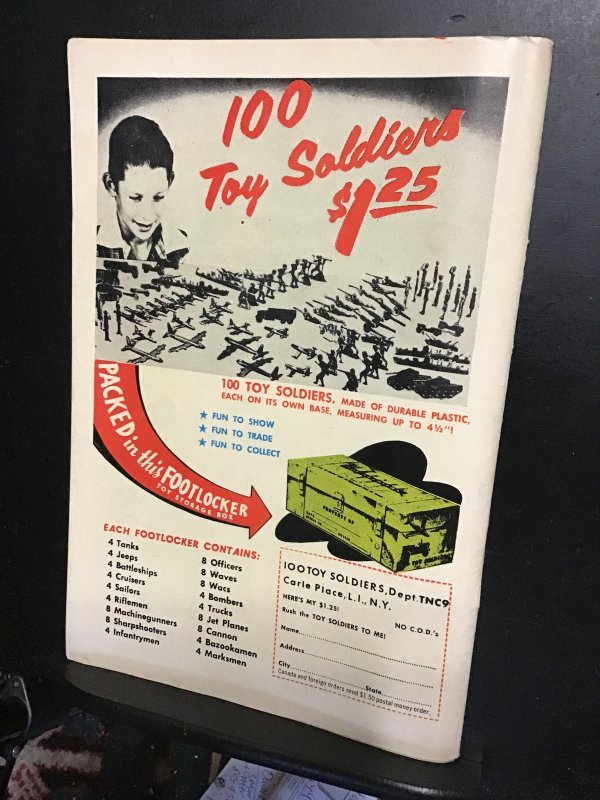 100
Toy Soldiers
$1.25
100 TOY SOLDIERS, MADE OF DURABLE PLASTIC,
EACH ON ITS OWN BASE, MEASURING UP TO 4½"!
★ FUN TO SHOW
★ FUN TO TRADE
★ FUN TO COLLECT
PACKED in this FOOTLOCKER
TOY STORAGE BOX
PROPERTY OF
EACH FOOTLOCKER CONTAINS:
4 Tanks
4 Jeeps
4 Battleships
4 Cruisers
4 Sailors
4 Riflemen
8 Machinegunners
8 Sharpshooters
4 Infantrymen
8 Officers
8 Waves
8 Wacs
4 Bombers
4 Trucks
8 Jet Planes
8 Cannon
4 Bazookamen
4 Marksmen
100 TOY SOLDIERS, Dept.TNC9
Carle Place, L.I., N.Y.
HERE'S MY $1.25! NO C.O.D.'s
Rush the TOY SOLDIERS TO ME!
Name
Address
City
State
Canada and foreign orders send $1.50 postal money order.